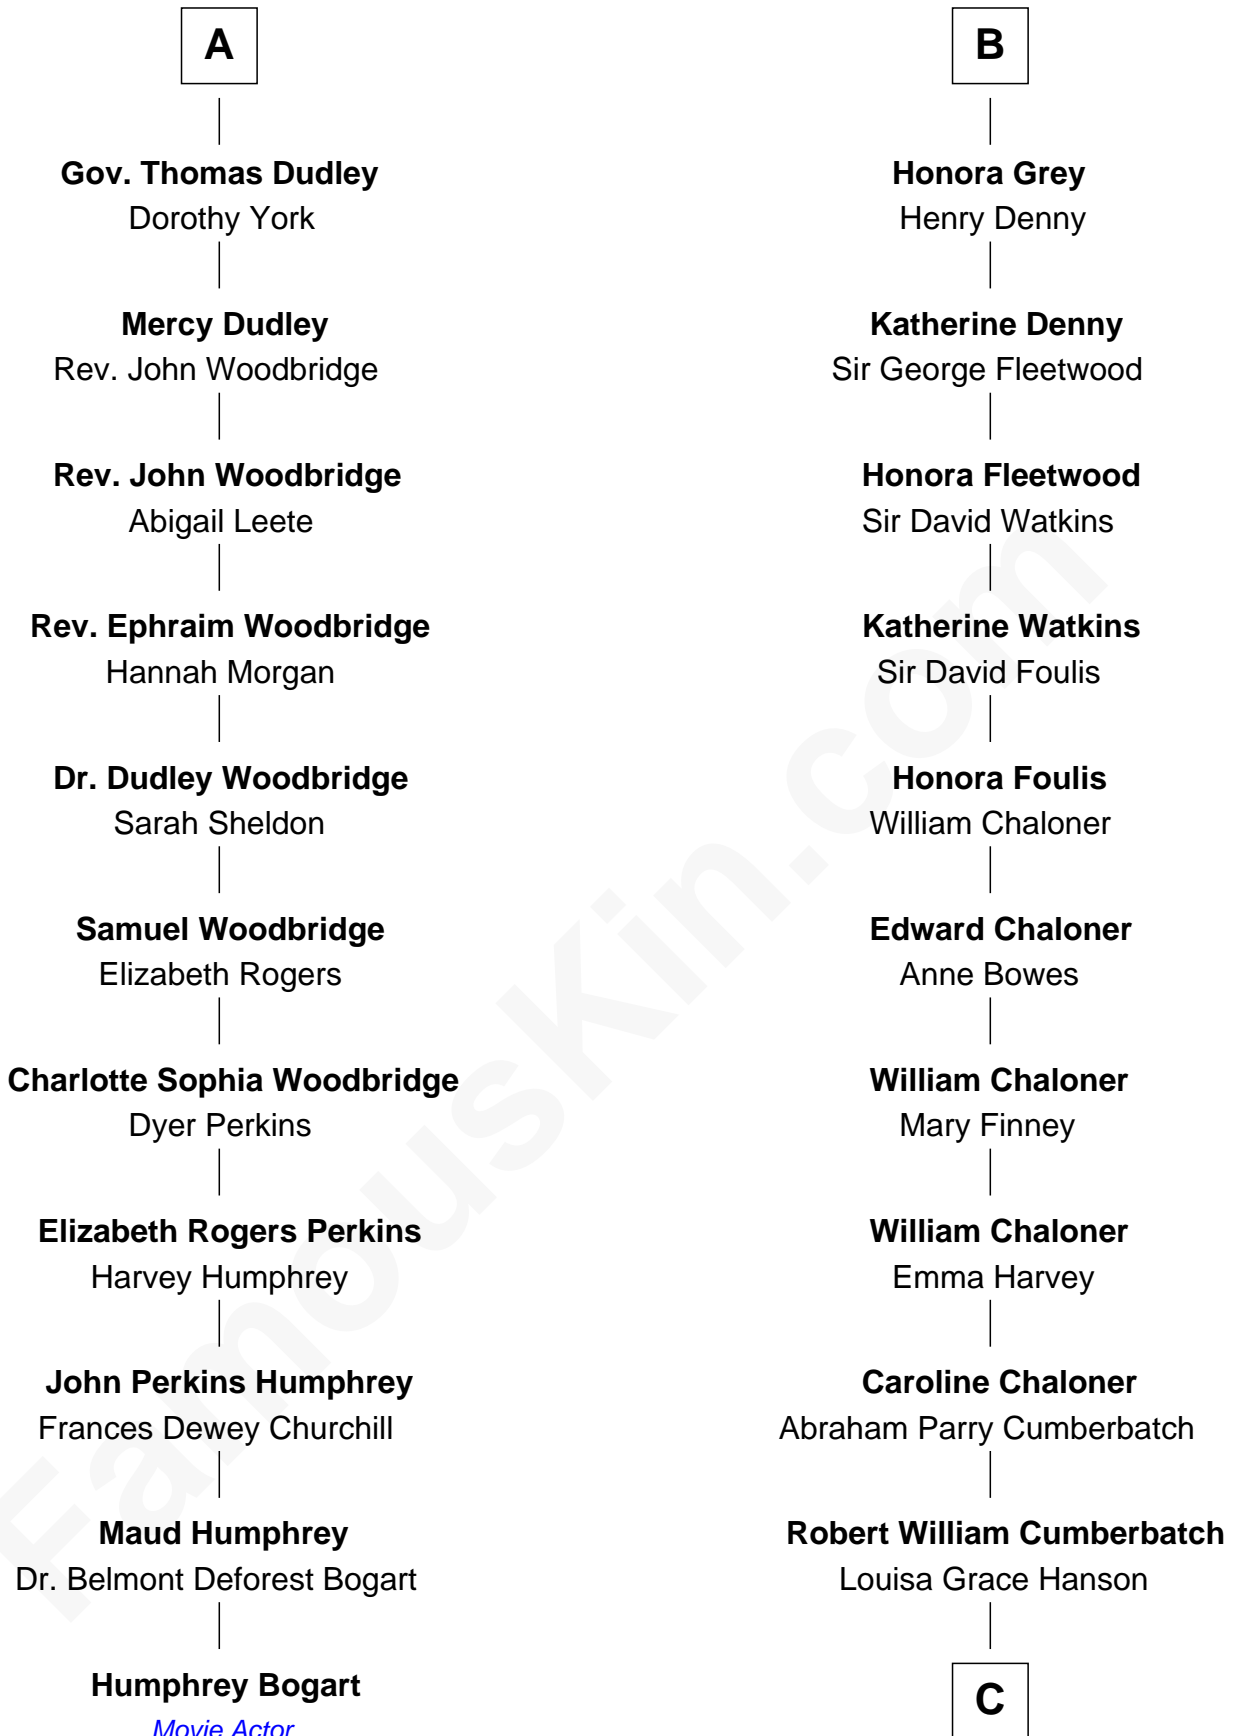 A
Gov. Thomas Dudley
Dorothy York
Mercy Dudley
Rev. John Woodbridge
Rev. John Woodbridge
Abigail Leete
Rev. Ephraim Woodbridge
Hannah Morgan
Dr. Dudley Woodbridge
Sarah Sheldon
Samuel Woodbridge
Elizabeth Rogers
Charlotte Sophia Woodbridge
Dyer Perkins
Elizabeth Rogers Perkins
Harvey Humphrey
John Perkins Humphrey
Frances Dewey Churchill
Maud Humphrey
Dr. Belmont Deforest Bogart
Humphrey Bogart
Movie Actor
B
Honora Grey
Henry Denny
Katherine Denny
Sir George Fleetwood
Honora Fleetwood
Sir David Watkins
Katherine Watkins
Sir David Foulis
Honora Foulis
William Chaloner
Edward Chaloner
Anne Bowes
William Chaloner
Mary Finney
William Chaloner
Emma Harvey
Caroline Chaloner
Abraham Parry Cumberbatch
Robert William Cumberbatch
Louisa Grace Hanson
C
FamousKin.com